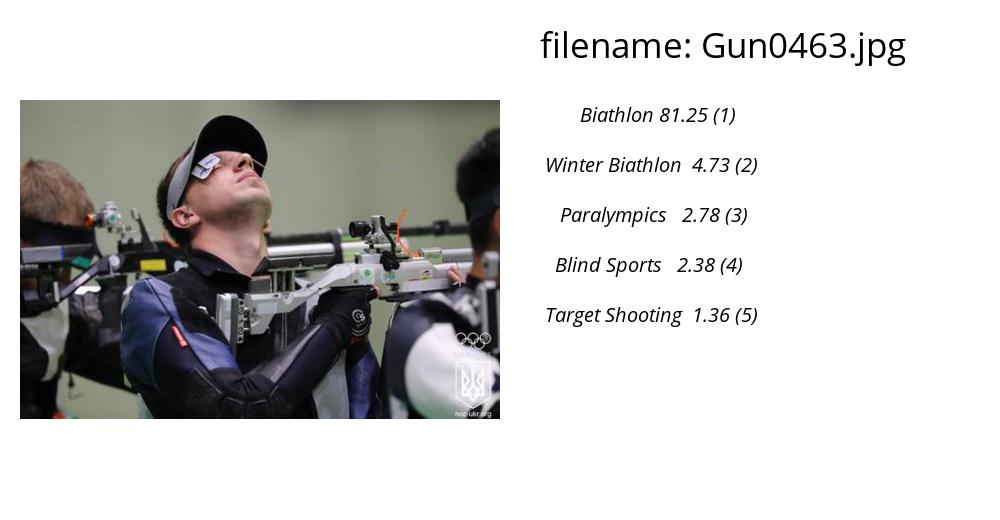 filename: Gun0463.jpg
Biathlon 81.25 (1)
Winter Biathlon 4.73 (2)
Paralympics 2.78 (3)
Blind Sports 2.38 (4)
Target Shooting 1.36 (5)
noc-ukr.org